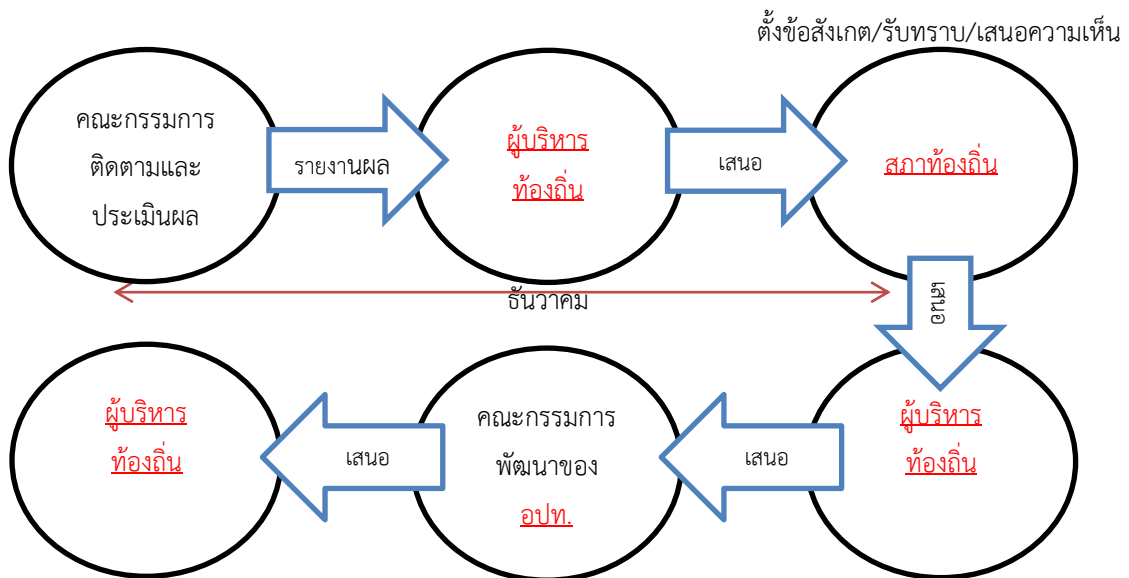 ตั้งข้อสังเกต/รับทราบ/เสนอความเห็น
คณะกรรมการ
ติดตามและ
ประเมินผล
รายงานผล
ผู้บริหาร
ท้องถิ่น
เสนอ
สภาท้องถิ่น
ธันวาคม
เสนอ
ผู้บริหาร
ท้องถิ่น
เสนอ
คณะกรรมการ
พัฒนาของ
อปท.
เสนอ
ผู้บริหาร
ท้องถิ่น